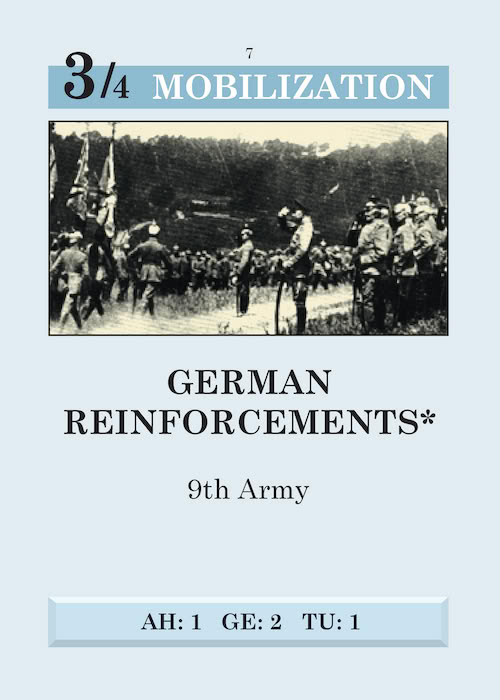 7
3/4 MOBILIZATION
GERMAN
REINFORCEMENTS*
9th Army
AH: 1 GE: 2 TU: 1